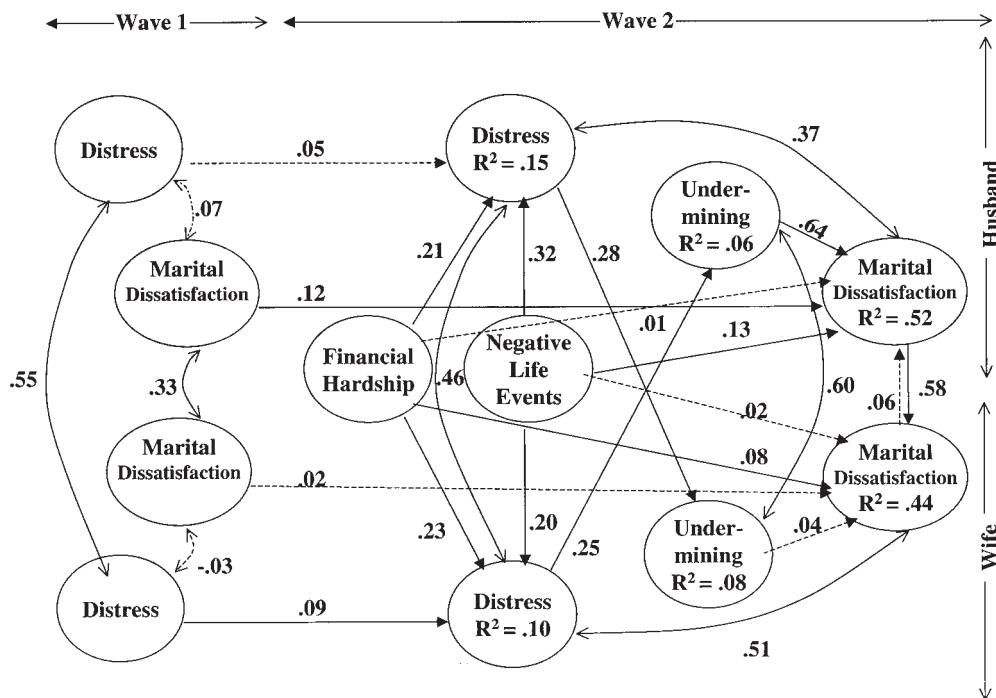 Wave 1
Wave 2
Husband
Wife
Distress
.05
Distress
R² = .15
.37
.07
Under-
mining
R² = .06
.64
Marital
Dissatisfaction
.21
.32
.28
Marital
Dissatisfaction
R² = .52
.12
.01
.13
Financial
Hardship
Negative
Life
Events
.55
.33
.46
.60
.06
.58
.02
Marital
Dissatisfaction
.08
Marital
Dissatisfaction
R² = .44
.02
.23
.20
.25
Under-
mining
R² = .08
.04
-.03
Distress
.09
Distress
R² = .10
.51